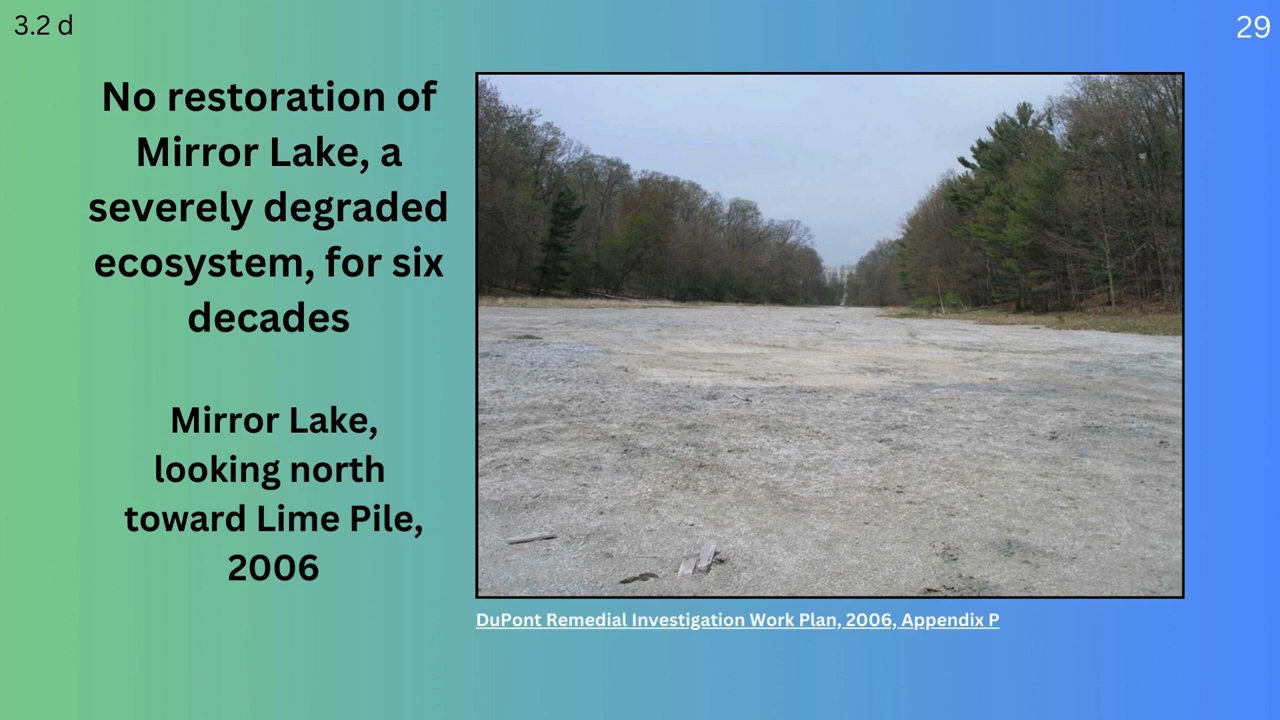 3.2 d
29
No restoration of
Mirror Lake, a
severely degraded
ecosystem, for six
decades
Mirror Lake,
looking north
toward Lime Pile,
2006
DuPont Remedial Investigation Work Plan, 2006, Appendix P